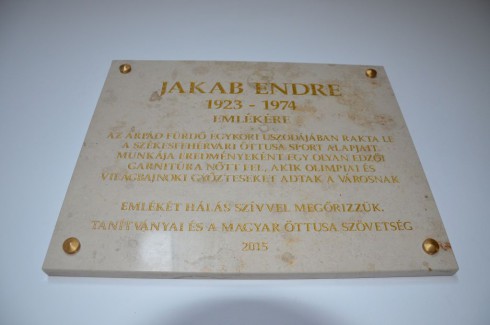 JAKAB ENDRE
1923 - 1974
EMLÉKÉRE
AZ ÁRPÁD FÜRDŐ EGYKORI USZODÁJÁBAN RAKTA LE
A SZÉKESFEHÉRVÁRI ÖTTUSA SPORT ALAPJAIT.
MUNKÁJA EREDMÉNYEKÉNT EGY OLYAN EDZŐI
GARNITÚRA NŐTT FEL, AKIK OLIMPIAI ÉS
VILÁGBAJNOKI GYŐZTESEKET ADTAK A VÁROSNAK.
EMLÉKÉT HÁLÁS SZÍVVEL MEGŐRIZZÜK.
TANÍTVÁNYAI ÉS A MAGYAR ÖTTUSA SZÖVETSÉG
2015